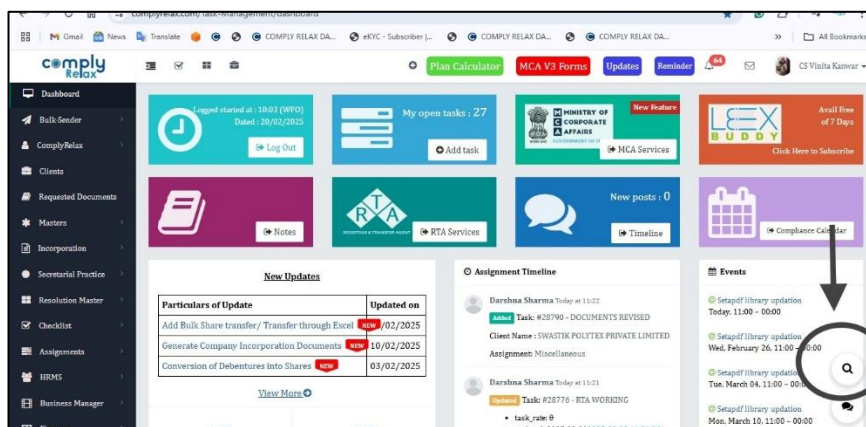 complyrelax.com/task-management/dashboard
Gmail
News
Translate
COMPLY RELAX DA...
eKYC - Subscriber |...
COMPLY RELAX DA...
COMPLY RELAX DA...
All Bookmarks
comply
Relax
Plan Calculator
MCA V3 Forms
Updates
Reminder
64
CS Vinita Kanwar
Dashboard
Bulk-Sender
ComplyRelax
Clients
Requested Documents
Masters
Incorporation
Secretarial Practice
Resolution Master
Checklist
Assignments
HRMS
Business Manager
Logged started at : 10:03 (WFO)
Dated : 20/02/2025
Log Out
My open tasks : 27
Add task
New Feature
MINISTRY OF
CORPORATE
AFFAIRS
MCA Services
Avail Free
of 7 Days
LEEX
BUDDY
Click Here to Subscribe
Notes
RTA
REGISTRAR & TRANSFER AGENT
RTA Services
New posts : 0
Timeline
Compliance Calendar
New Updates
Particulars of Update Updated on
Add Bulk Share transfer/ Transfer through Excel NEW /02/2025
Generate Company Incorporation Documents NEW 10/02/2025
Conversion of Debentures into Shares NEW 03/02/2025
View More
Assignment Timeline
Darshna Sharma Today at 11:22
Added Task: #28790 - DOCUMENTS REVISED
Client Name : SWASTIK POLYTEX PRIVATE LIMITED
Assignment: Miscellaneous
Darshna Sharma Today at 11:21
Updated Task: #28776 - RTA WORKING
task_rate: 0
Events
Setapdf library updation
Today, 11:00 - 00:00
Setapdf library updation
Wed, February 26, 11:00 - 00:00
Setapdf library updation
Tue, March 04, 11:00 - 00:00
Setapdf library updation
Mon, March 10, 11:00 - 00:00